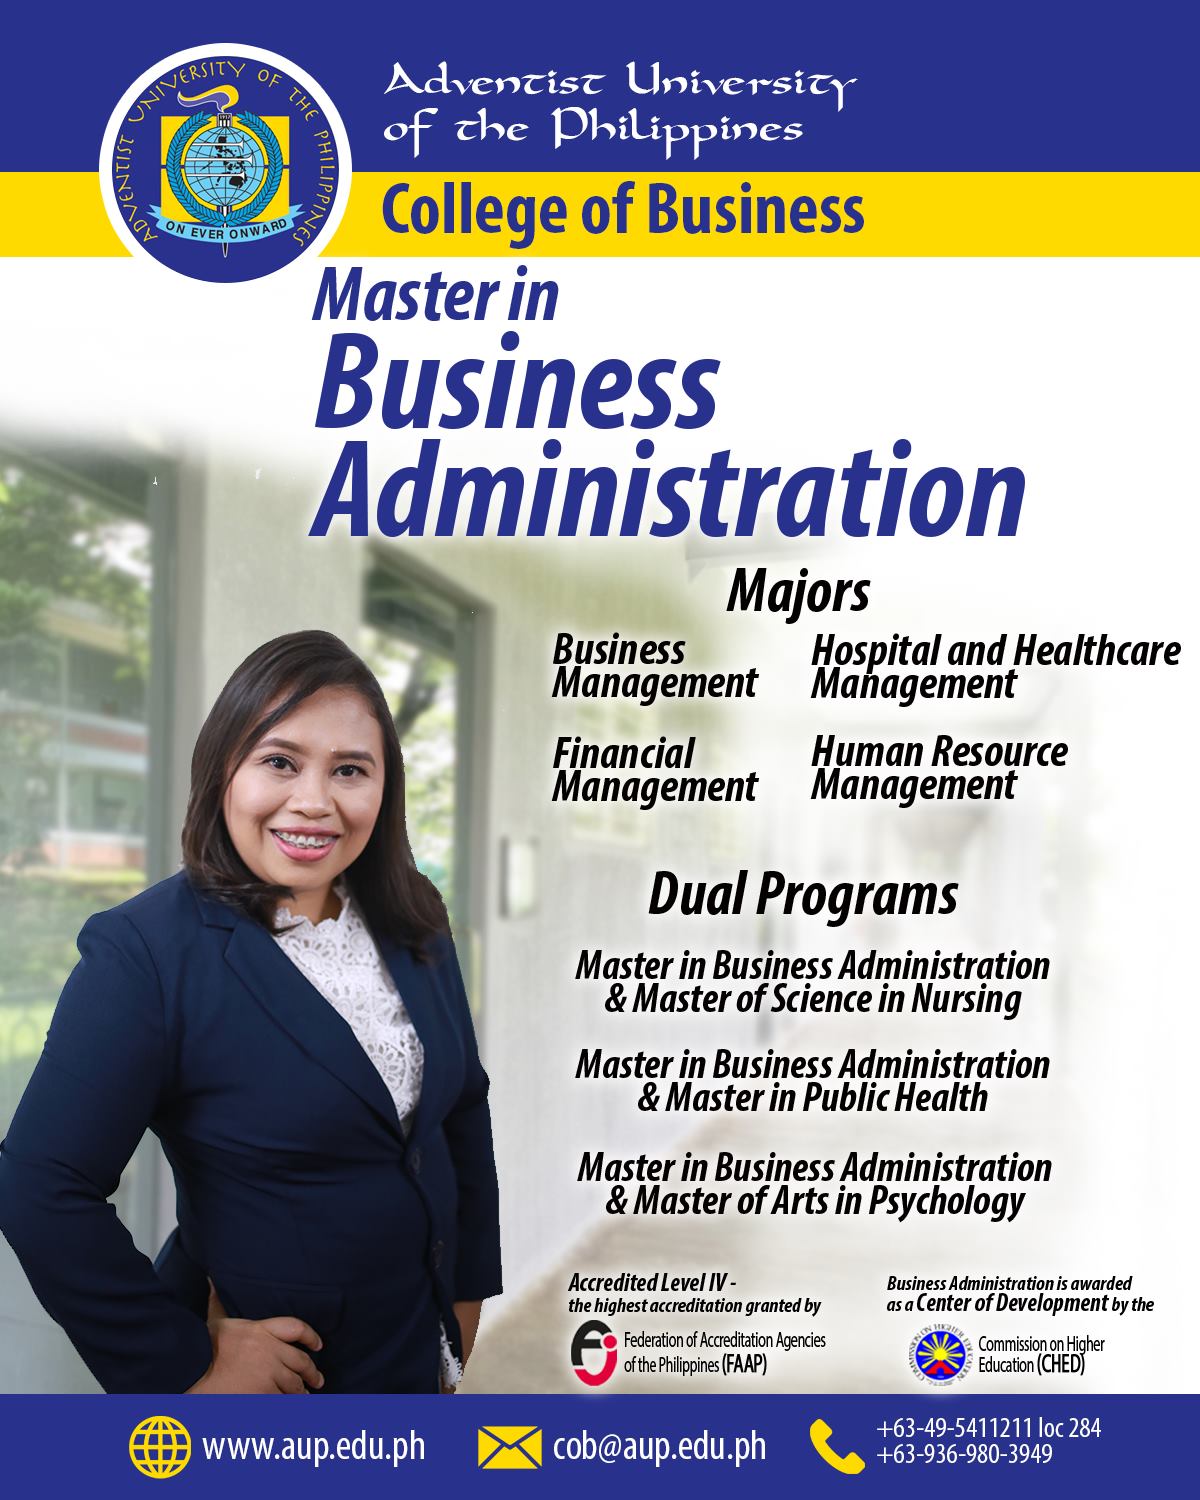 ADVENTIST UNIVERSITY OF THE PHILIPPINES
1917
ON EVER ONWARD
Adventist University
of the Philippines
College of Business
Master in
Business
Administration
Majors
Business
Management
Hospital and Healthcare
Management
Financial
Management
Human Resource
Management
Dual Programs
Master in Business Administration
& Master of Science in Nursing
Master in Business Administration
& Master in Public Health
Master in Business Administration
& Master of Arts in Psychology
Accredited Level IV -
the highest accreditation granted by
Federation of Accreditation Agencies
of the Philippines (FAAP)
Business Administration is awarded
as a Center of Development by the
COMMISSION ON HIGHER EDUCATION
Commission on Higher
Education (CHED)
www.aup.edu.ph
cob@aup.edu.ph
+63-49-5411211 loc 284
+63-936-980-3949